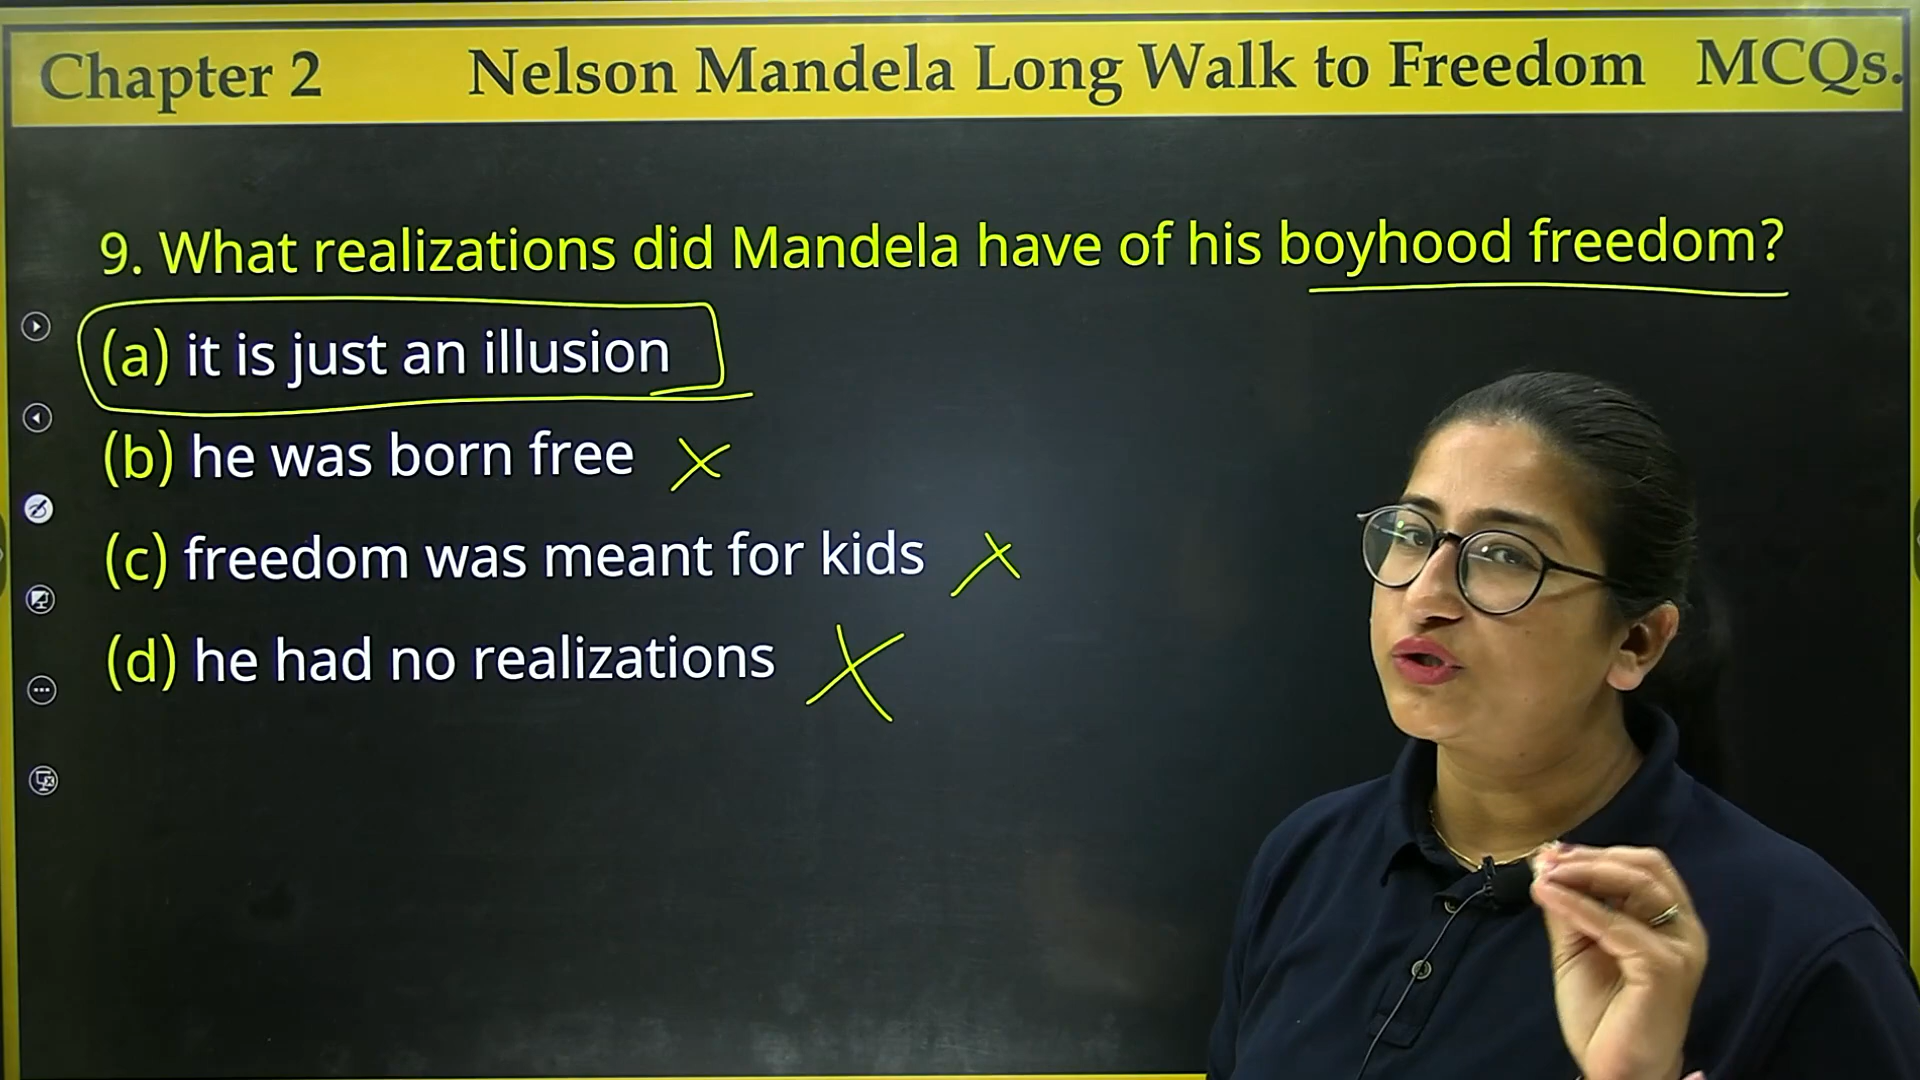 Chapter 2 Nelson Mandela Long Walk to Freedom MCQs.
9. What realizations did Mandela have of his boyhood freedom?
(a) it is just an illusion
(b) he was born free
(c) freedom was meant for kids
(d) he had no realizations